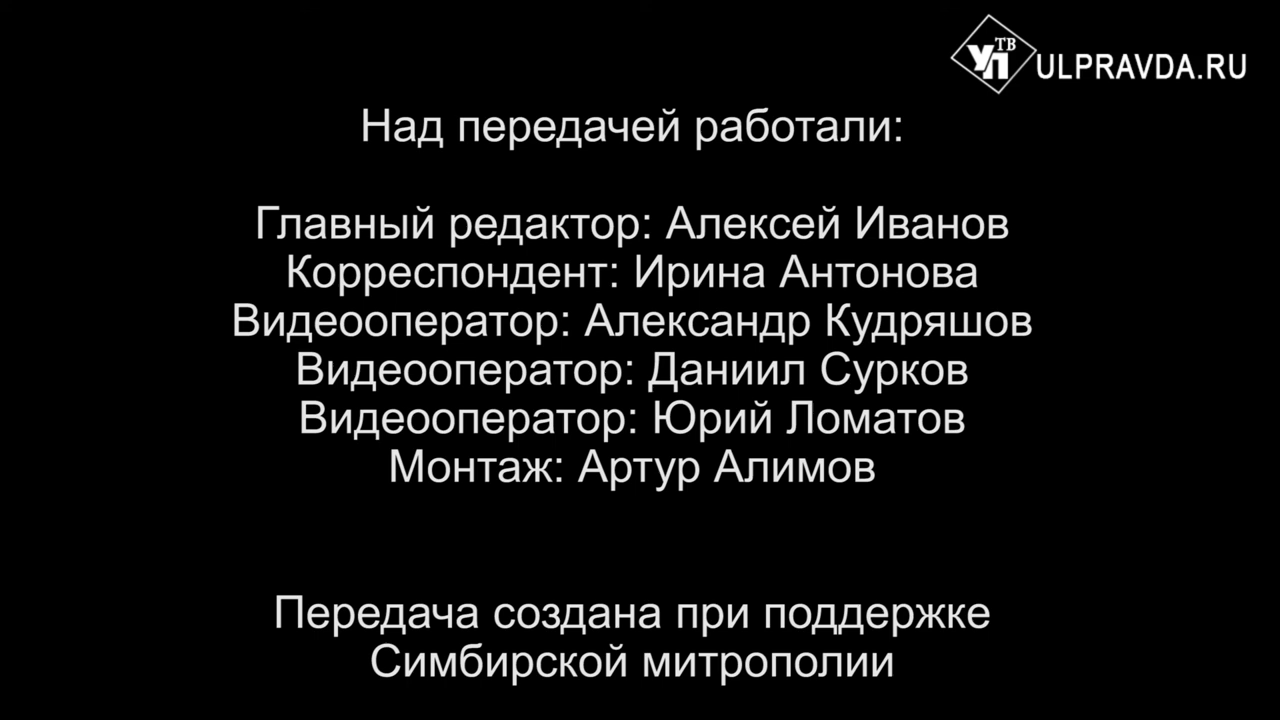 УП ТВ
ULPRAVDA.RU
Над передачей работали:
Главный редактор: Алексей Иванов
Корреспондент: Ирина Антонова
Видеооператор: Александр Кудряшов
Видеооператор: Даниил Сурков
Видеооператор: Юрий Ломатов
Монтаж: Артур Алимов
Передача создана при поддержке
Симбирской митрополии